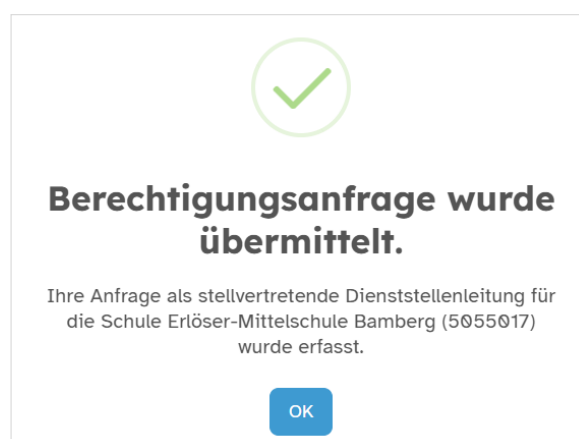 Berechtigungsanfrage wurde
übermittelt.
Ihre Anfrage als stellvertretende Dienststellenleitung für
die Schule Erlöser-Mittelschule Bamberg (5055017)
wurde erfasst.
OK